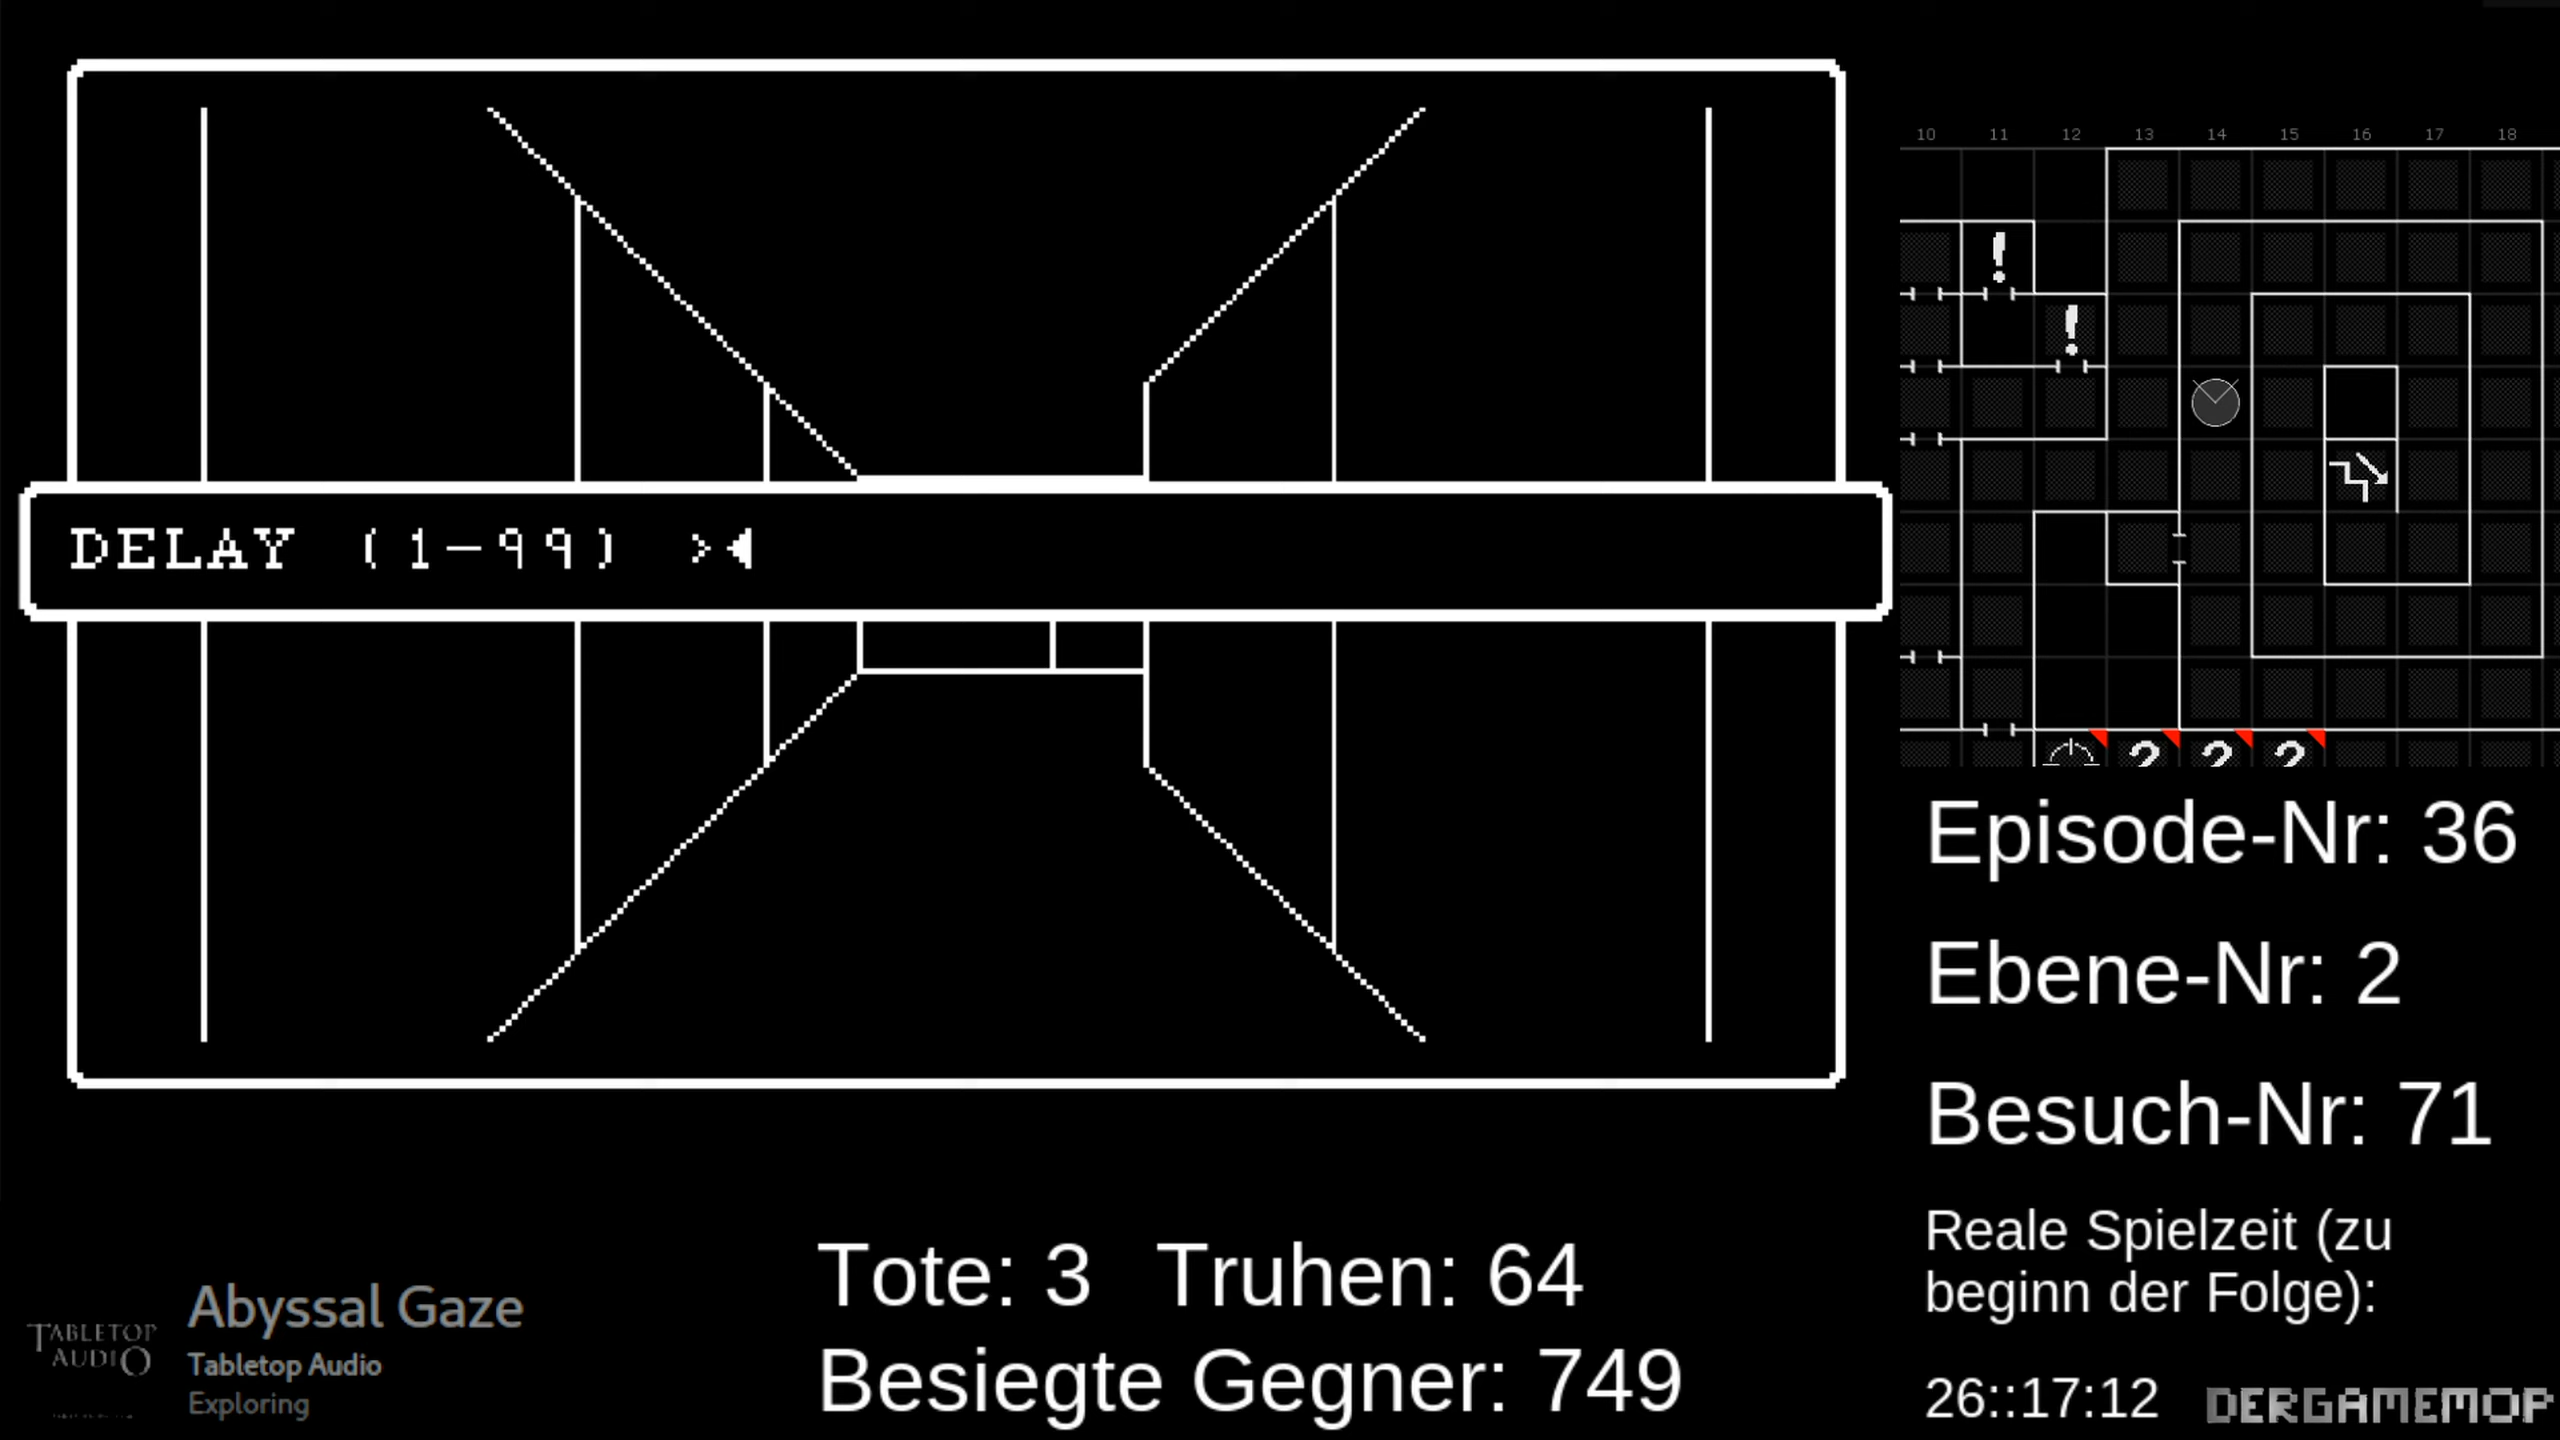 10 11 12 13 14 15 16 17 18
! 
!
DELAY (1-99) >
? ? ?
Episode-Nr: 36
Ebene-Nr: 2
Besuch-Nr: 71
Reale Spielzeit (zu
beginn der Folge):
26::17:12
Tote: 3 Truhen: 64
Besiegte Gegner: 749
TABLETOP
AUDIO
Abyssal Gaze
Tabletop Audio
Exploring
DERGAMEMOP